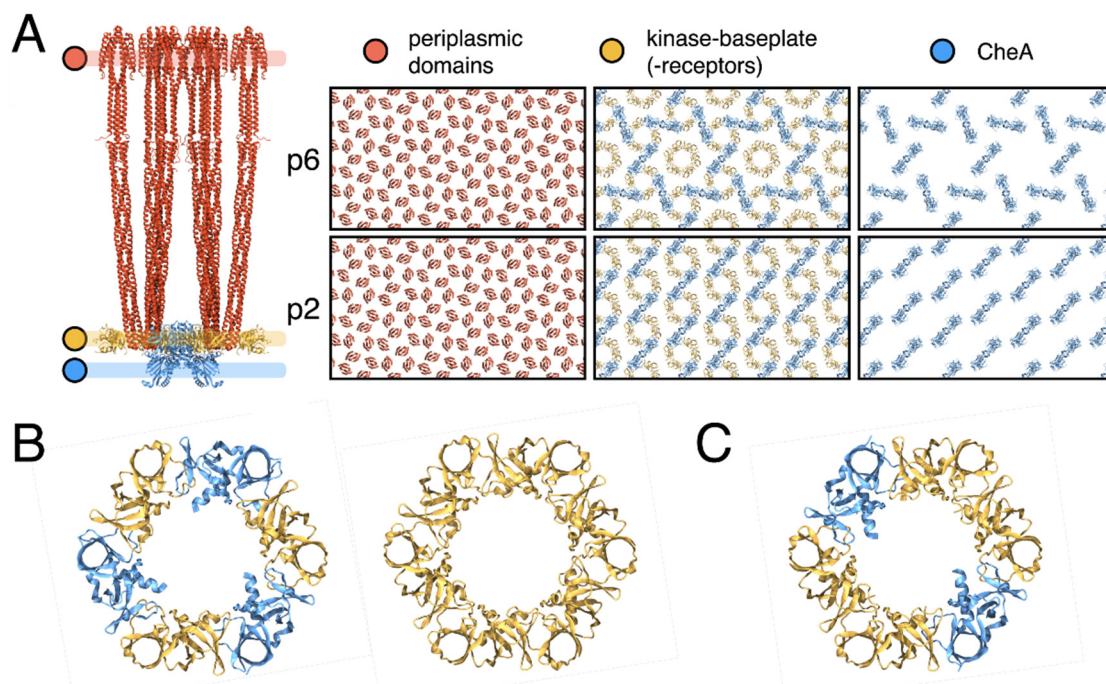 A
periplasmic
domains
kinase-baseplate
(-receptors)
CheA
p6
p2
B
C